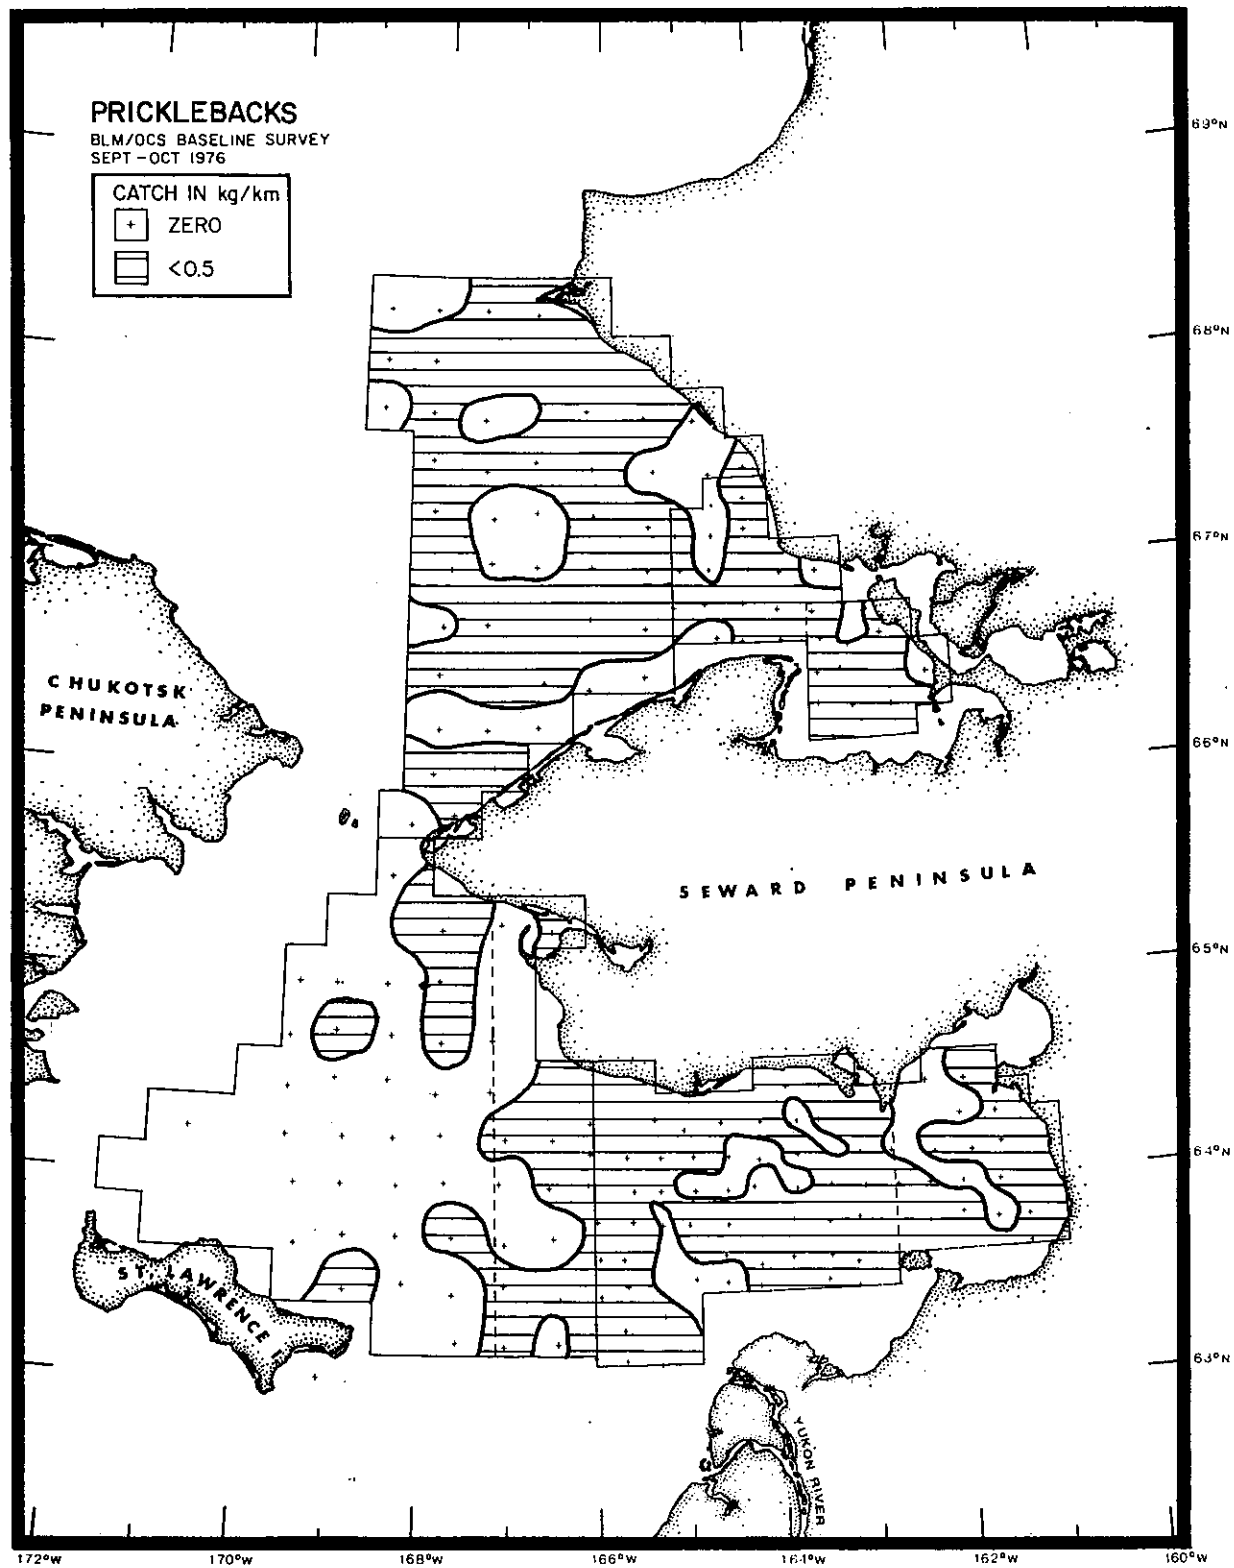 PRICKLEBACKS
BLM/OCS BASELINE SURVEY
SEPT-OCT 1976
CATCH IN kg/km
+ ZERO
<0.5
69°N
68°N
67°N
CHUKOTSK
PENINSULA
66°N
SEWARD PENINSULA
65°N
64°N
ST. LAWRENCE I.
63°N
YUKON RIVER
172°W 170°W 168°W 166°W 164°W 162°W 160°W